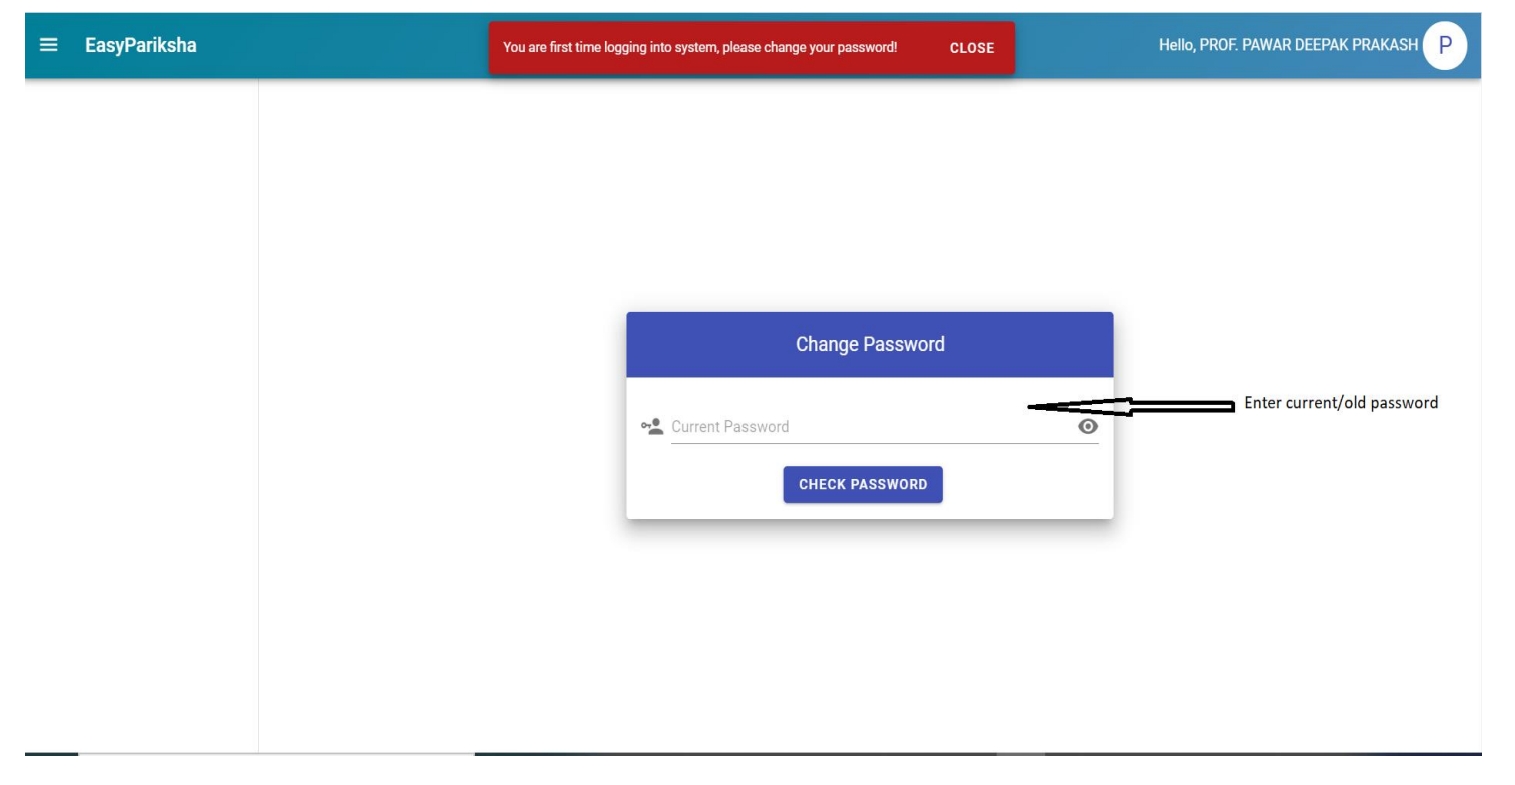 EasyPariksha
You are first time logging into system, please change your password! CLOSE
Hello, PROF. PAWAR DEEPAK PRAKASH P
Change Password
Enter current/old password
Current Password
CHECK PASSWORD